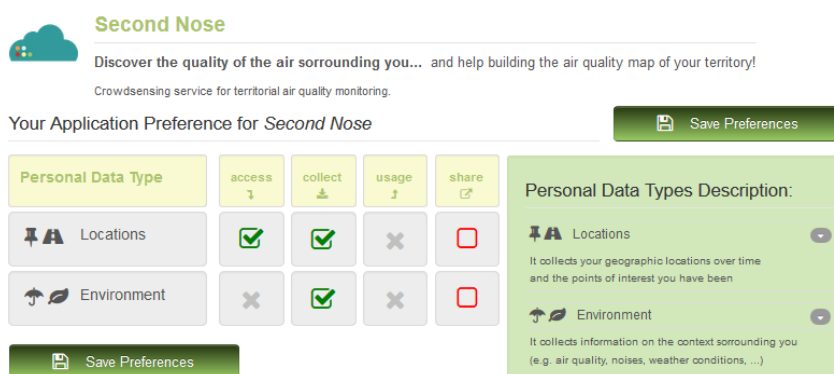 Second Nose
Discover the quality of the air sorrounding you... and help building the air quality map of your territory!
Crowdsensing service for territorial air quality monitoring.
Your Application Preference for Second Nose
Save Preferences
Personal Data Type access collect usage share
Locations
Environment
Save Preferences
Personal Data Types Description:
Locations
It collects your geographic locations over time
and the points of interest you have been
Environment
It collects information on the context sorrounding you
(e.g. air quality, noises, weather conditions, ...)